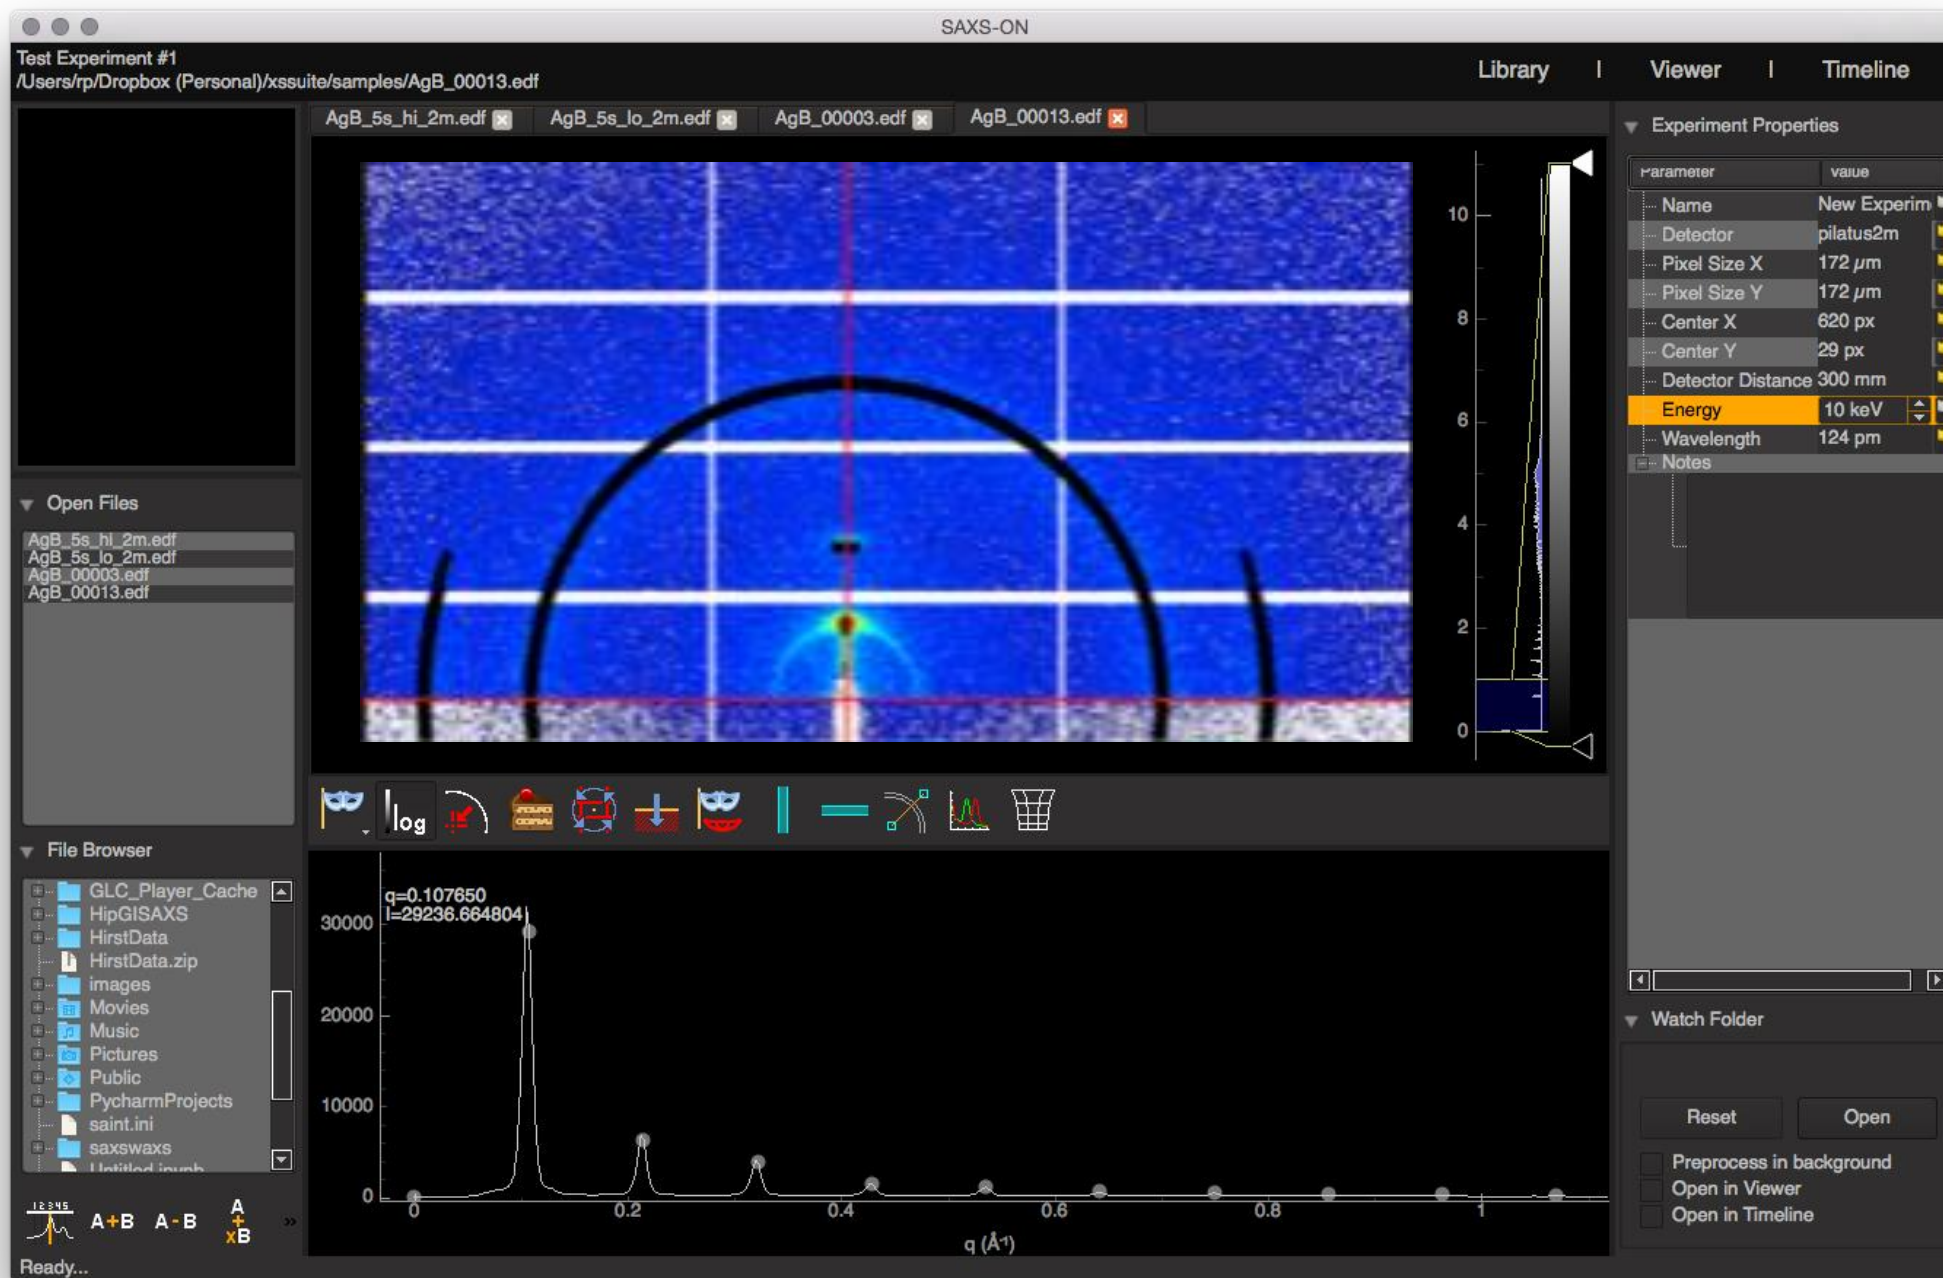 SAXS-ON
Test Experiment #1
/Users/rp/Dropbox (Personal)/xssuite/samples/AgB_00013.edf
Library | Viewer | Timeline
AgB_5s_hi_2m.edf AgB_5s_lo_2m.edf AgB_00003.edf AgB_00013.edf
10
8
6
4
2
0
Experiment Properties
Parameter Value
Name New Experim
Detector pilatus2m
Pixel Size X 172 μm
Pixel Size Y 172 μm
Center X 620 px
Center Y 29 px
Detector Distance 300 mm
Energy 10 keV
Wavelength 124 pm
Notes
Open Files
AgB_5s_hi_2m.edf
AgB_5s_lo_2m.edf
AgB_00003.edf
AgB_00013.edf
log
File Browser
GLC_Player_Cache
HipGISAXS
HirstData
HirstData.zip
images
Movies
Music
Pictures
Public
PycharmProjects
saint.ini
saxswaxs
Untitled.ipynb
12345
A+B A-B A
+
xB
»
Ready...
q=0.107650
I=29236.664804
30000
20000
10000
0
0 0.2 0.4 0.6 0.8 1
q (Å⁻¹)
Watch Folder
Reset Open
Preprocess in background
Open in Viewer
Open in Timeline